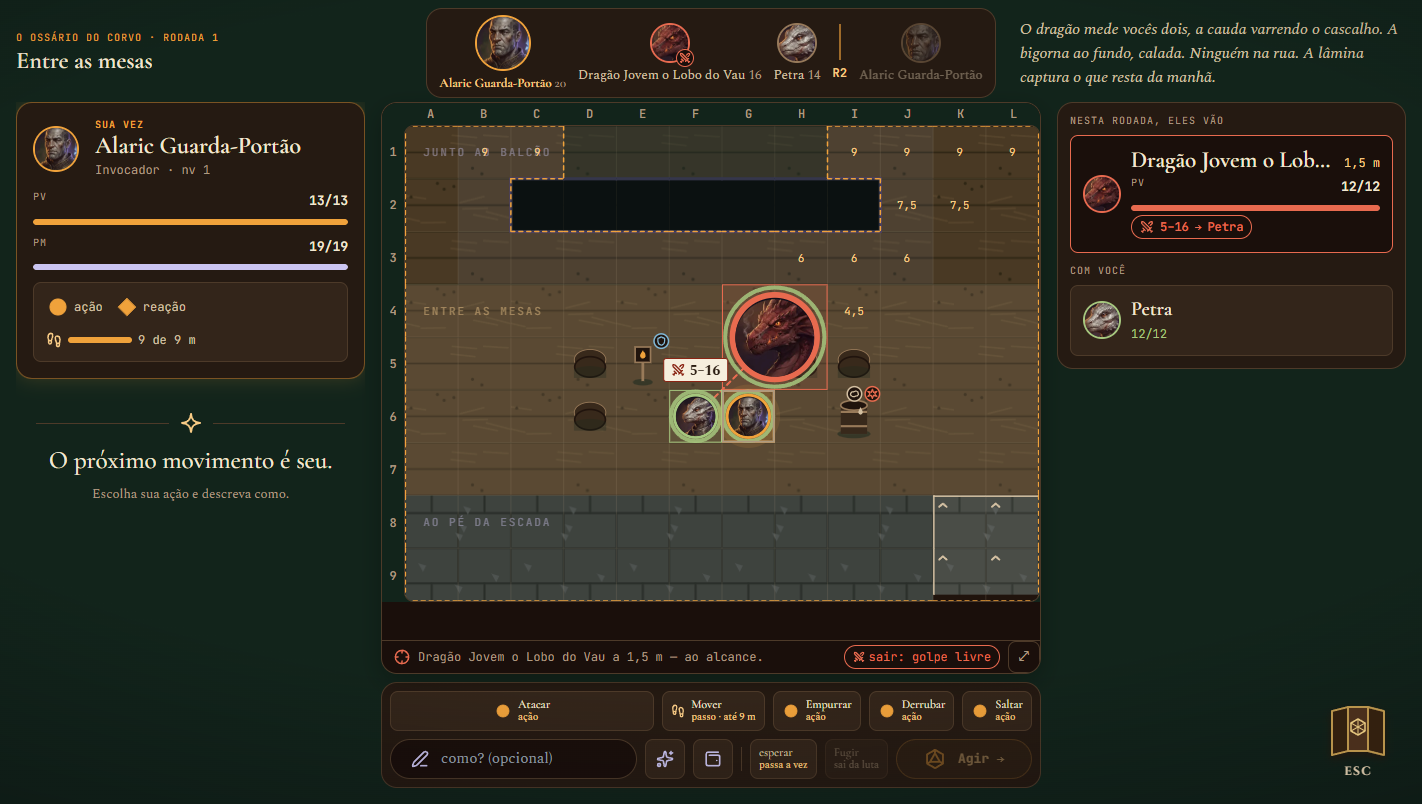 O OSSÁRIO DO CORVO · RODADA 1
Entre as mesas
Alaric Guarda-Portão 20
Dragão Jovem o Lobo do Vau 16
Petra 14
R2
Alaric Guarda-Portão
O dragão mede vocês dois, a cauda varrendo o cascalho. A
bigorna ao fundo, calada. Ninguém na rua. A lâmina
captura o que resta da manhã.
SUA VEZ
Alaric Guarda-Portão
Invocador · nv 1
PV 13/13
PM 19/19
ação reação
9 de 9 m
O próximo movimento é seu.
Escolha sua ação e descreva como.
A B C D E F G H I J K L
1 JUNTO AO BALCÃO 9 9 9 9 9 9
2 7,5 7,5
3 6 6 6
4 ENTRE AS MESAS 4,5
5 5–16
6
7
8 AO PÉ DA ESCADA
9
Dragão Jovem o Lobo do Vau a 1,5 m — ao alcance.
sair: golpe livre
Atacar
ação
Mover
passo · até 9 m
Empurrar
ação
Derrubar
ação
Saltar
ação
como? (opcional)
esperar
passa a vez
Fugir
sai da luta
Agir →
NESTA RODADA, ELES VÃO
Dragão Jovem o Lob... 1,5 m
PV 12/12
5–16 → Petra
COM VOCÊ
Petra
12/12
ESC